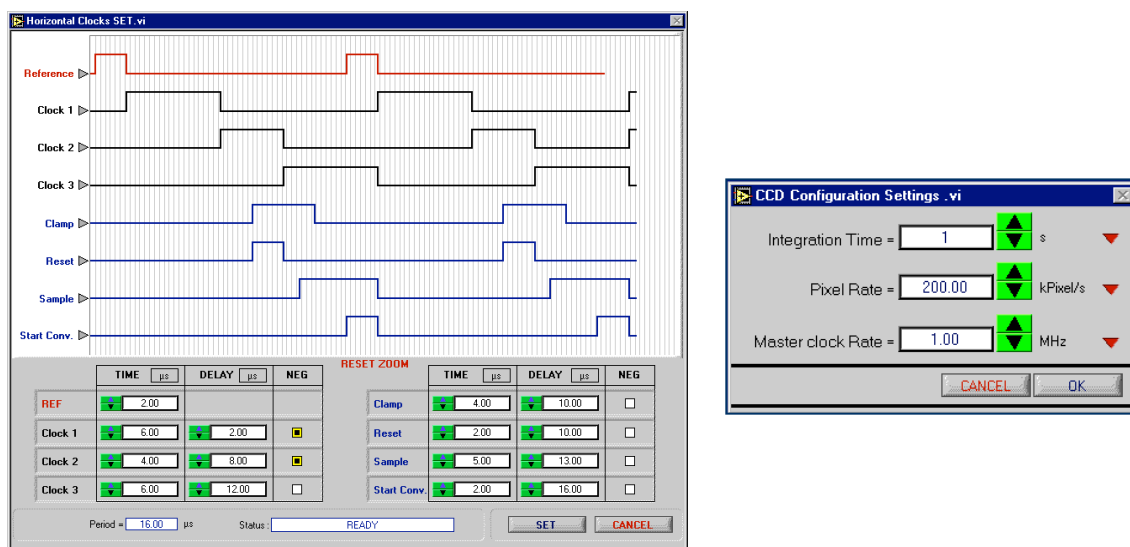 Horizontal Clocks SET.vi
Reference
Clock 1
Clock 2
Clock 3
Clamp
Reset
Sample
Start Conv.
RESET ZOOM
TIME µs DELAY µs NEG
REF 2.00
Clock 1 6.00 2.00
Clock 2 4.00 8.00
Clock 3 6.00 12.00
TIME µs DELAY µs NEG
Clamp 4.00 10.00
Reset 2.00 10.00
Sample 5.00 13.00
Start Conv. 2.00 16.00
Period = 16.00 µs Status : READY SET CANCEL
CCD Configuration Settings .vi
Integration Time = 1 s
Pixel Rate = 200.00 kPixel/s
Master clock Rate = 1.00 MHz
CANCEL OK